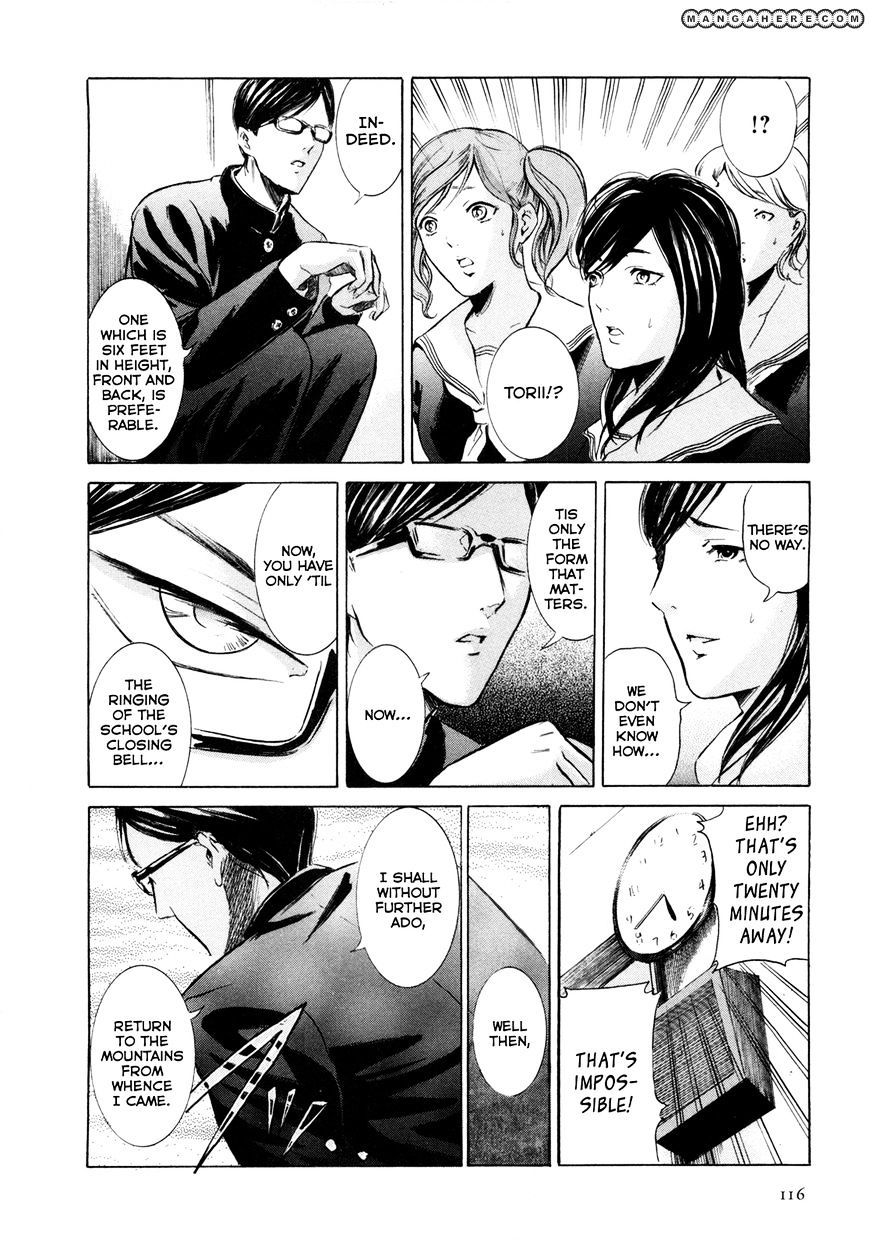 MANGAHERE.COM
!?
TORII!?
IN-
DEED.
ONE
WHICH IS
SIX FEET
IN HEIGHT,
FRONT AND
BACK, IS
PREFE-
RABLE.
THERE'S
NO WAY.
WE
DON'T
EVEN
KNOW
HOW...
TIS
ONLY
THE
FORM
THAT
MAT-
TERS.
NOW...
NOW,
YOU HAVE
ONLY 'TIL
THE
RINGING
OF THE
SCHOOL'S
CLOSING
BELL...
EHH?
THAT'S
ONLY
TWENTY
MINUTES
AWAY!
THAT'S
IMPOS-
SIBLE!
WELL
THEN,
I SHALL
WITHOUT
FURTHER
ADO,
RETURN
TO THE
MOUNTAINS
FROM
WHENCE
I CAME.
116